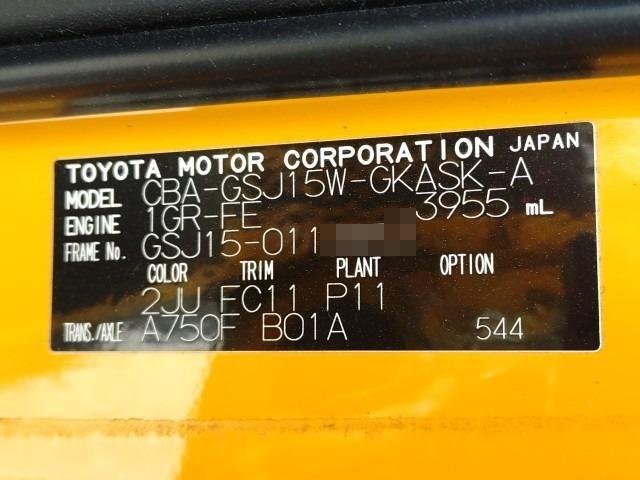 TOYOTA MOTOR CORPORATION JAPAN
MODEL CBA-GSJ15W-GKASK-A
ENGINE 1GR-FE 3955 mL
FRAME No. GSJ15-011
COLOR TRIM PLANT OPTION
2JU FC11 P11
TRANS./AXLE A750F B01A 544